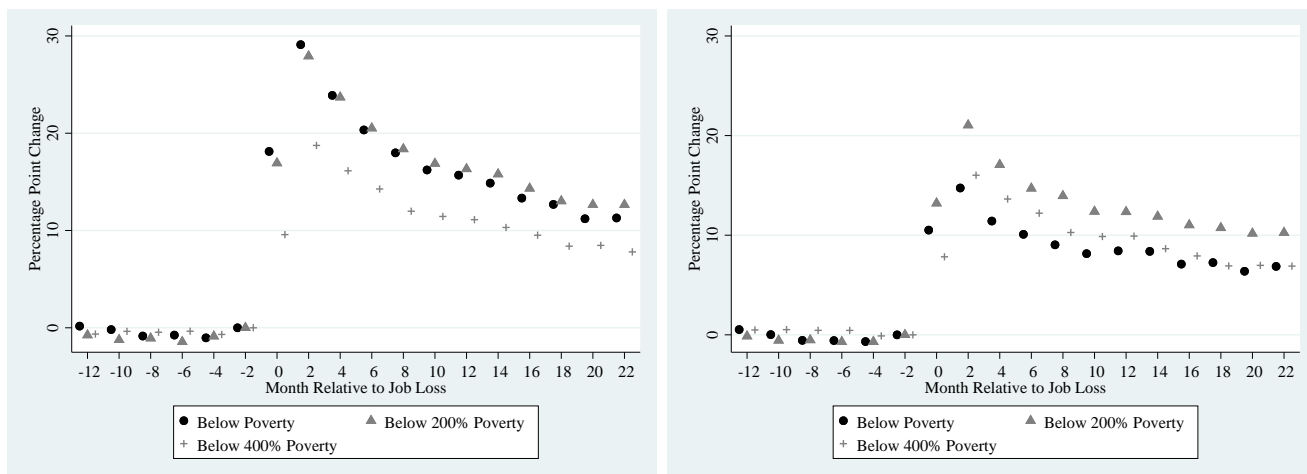 Percentage Point Change
30
20
10
0
-12 -10 -8 -6 -4 -2 0 2 4 6 8 10 12 14 16 18 20 22
Month Relative to Job Loss
Below Poverty
Below 200% Poverty
Below 400% Poverty
Percentage Point Change
30
20
10
0
-12 -10 -8 -6 -4 -2 0 2 4 6 8 10 12 14 16 18 20 22
Month Relative to Job Loss
Below Poverty
Below 200% Poverty
Below 400% Poverty